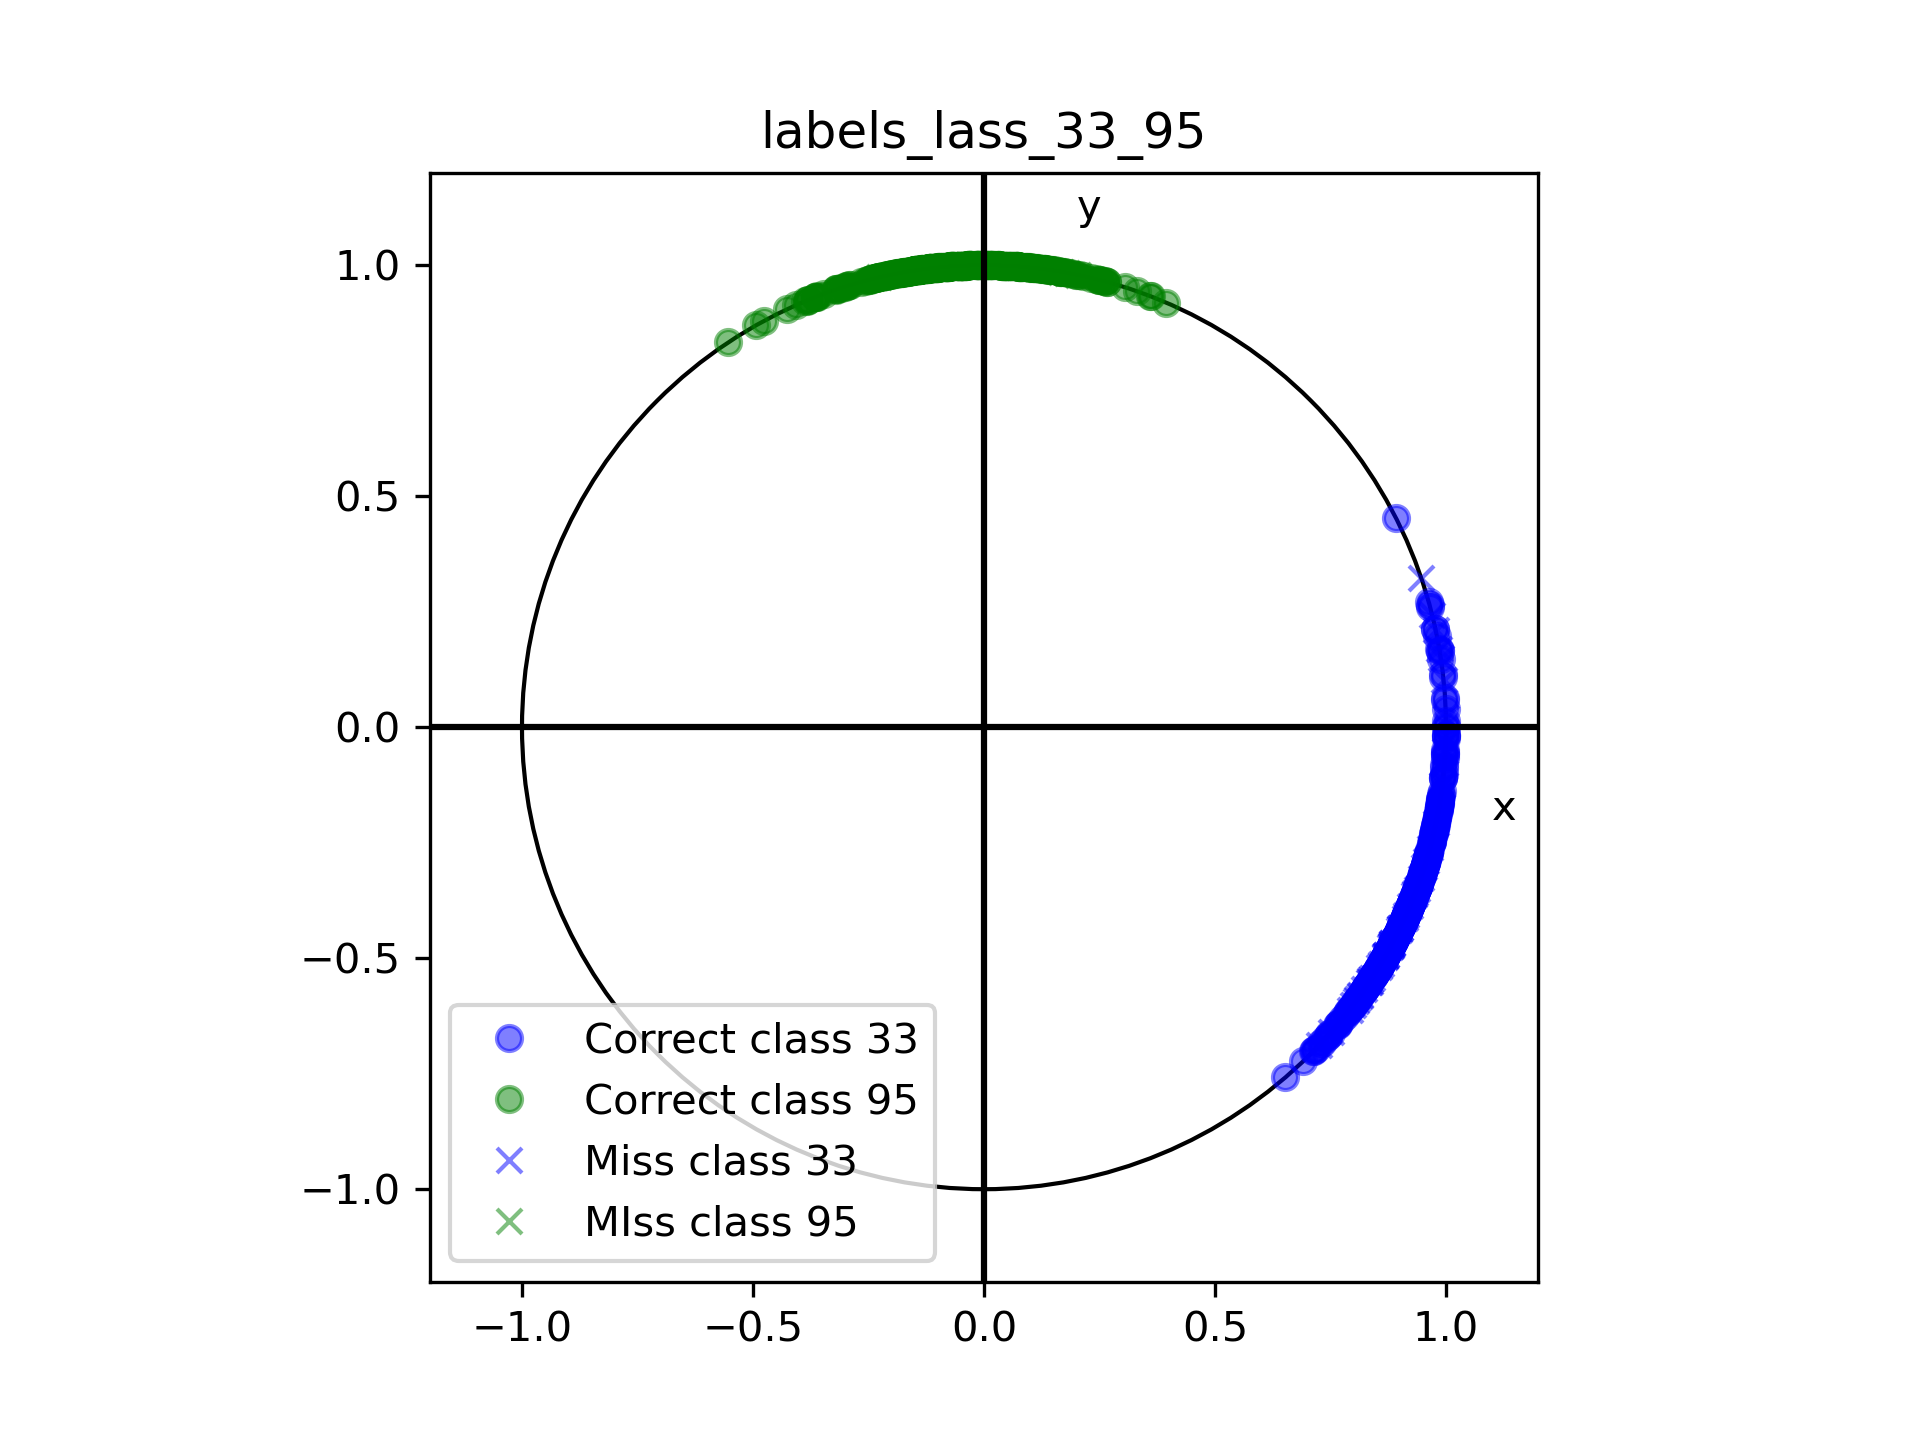 labels_lass_33_95
y
1.0
0.5
0.0
x
−0.5
−1.0
Correct class 33
Correct class 95
Miss class 33
MIss class 95
−1.0 −0.5 0.0 0.5 1.0